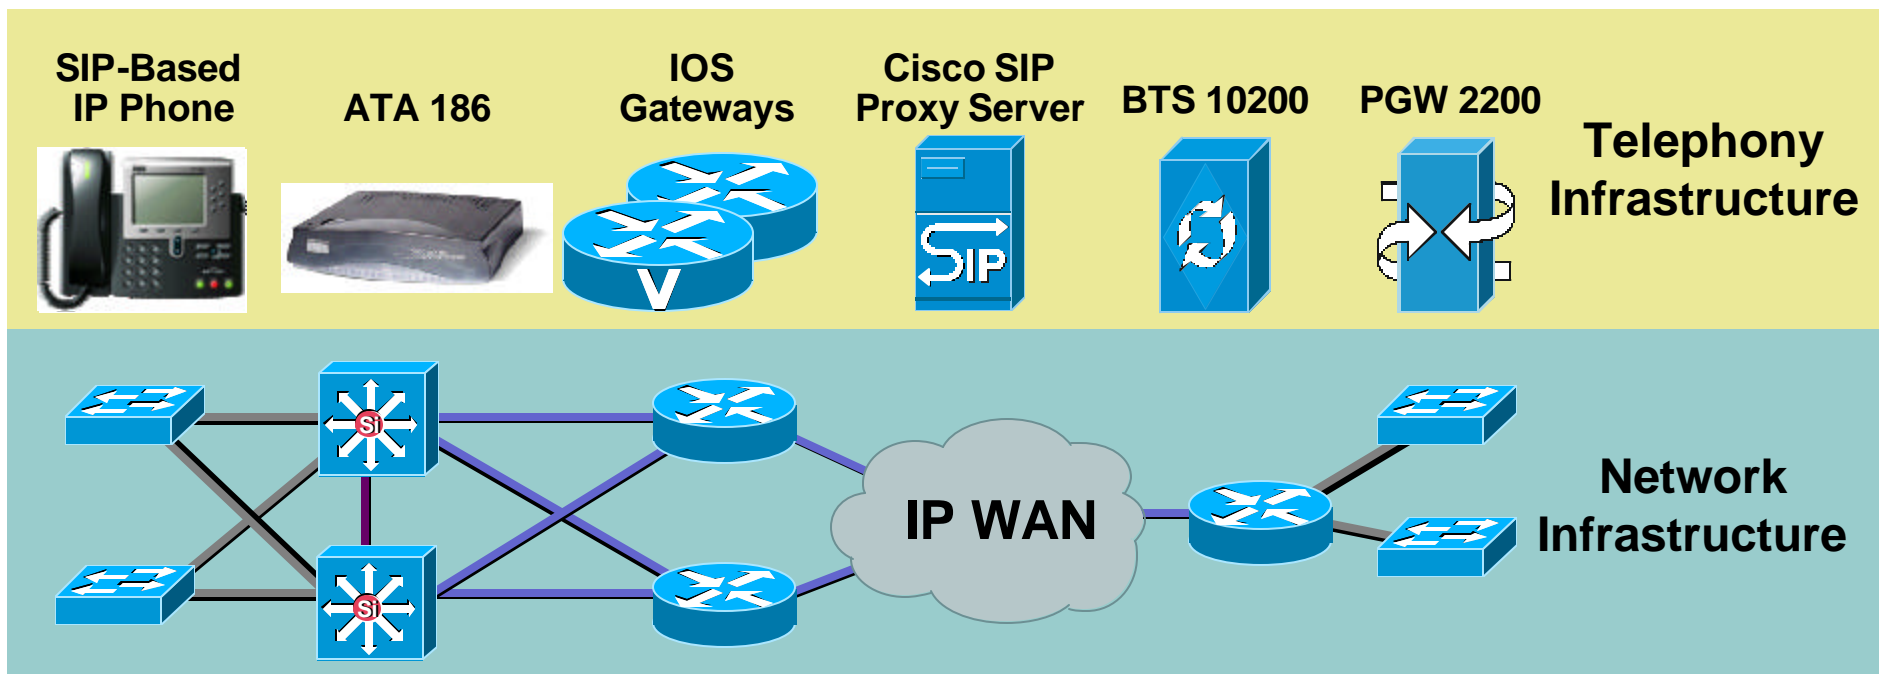 SIP-Based
IP Phone
ATA 186
IOS
Gateways
Cisco SIP
Proxy Server
BTS 10200
PGW 2200
Telephony
Infrastructure
V
SIP
Si
Si
IP WAN
Network
Infrastructure